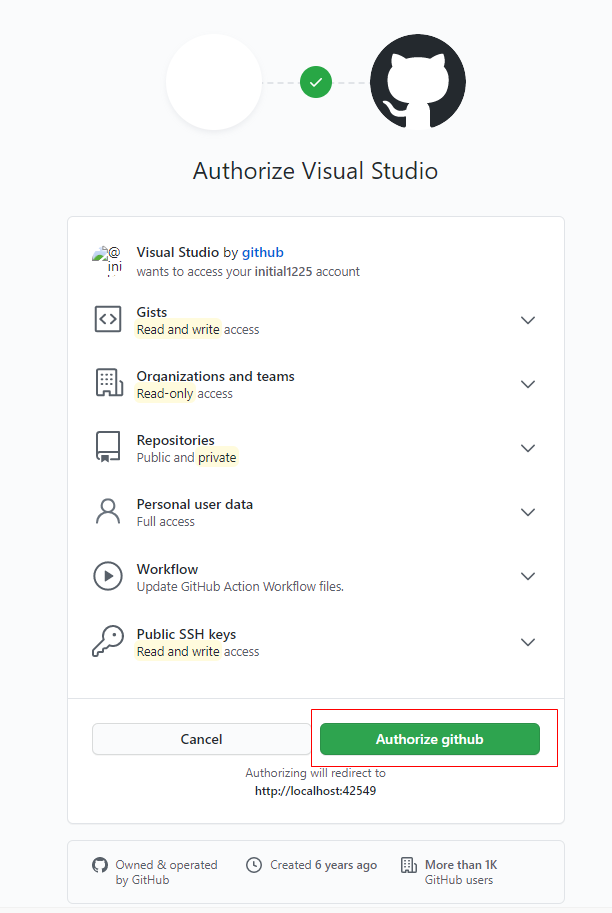 Authorize Visual Studio
@
ini
Visual Studio by github
wants to access your initial1225 account
Gists
Read and write access
Organizations and teams
Read-only access
Repositories
Public and private
Personal user data
Full access
Workflow
Update GitHub Action Workflow files.
Public SSH keys
Read and write access
Cancel
Authorize github
Authorizing will redirect to
http://localhost:42549
Owned & operated
by GitHub
Created 6 years ago
More than 1K
GitHub users